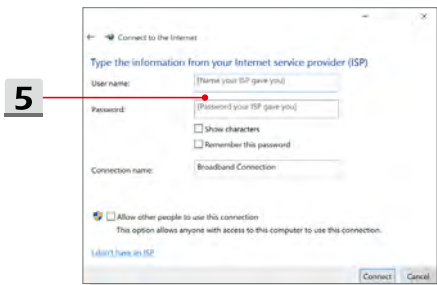 Connect to the Internet
Type the information from your Internet service provider (ISP)
User name: [Name your ISP gave you]
5
Password: [Password your ISP gave you]
Show characters
Remember this password
Connection name: Broadband Connection
Allow other people to use this connection
This option allows anyone with access to this computer to use this connection.
I don't have an ISP
Connect Cancel